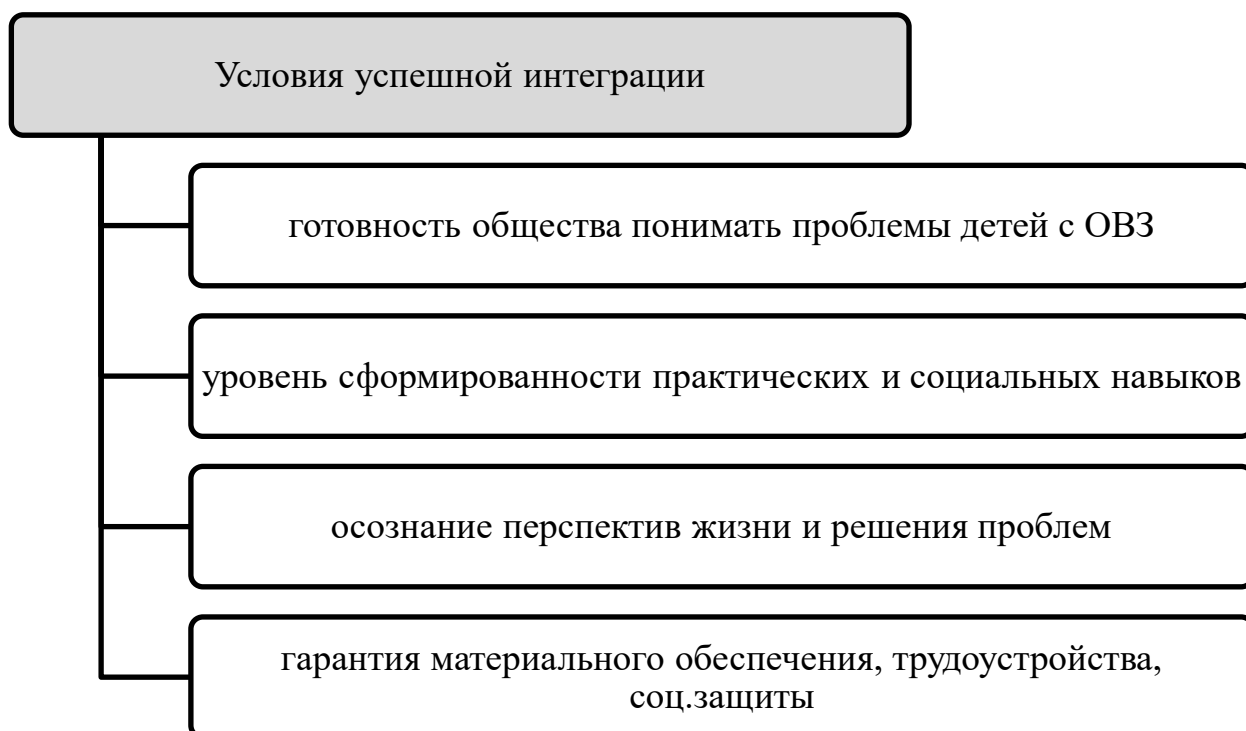 Условия успешной интеграции
готовность общества понимать проблемы детей с ОВЗ
уровень сформированности практических и социальных навыков
осознание перспектив жизни и решения проблем
гарантия материального обеспечения, трудоустройства,
соц.защиты